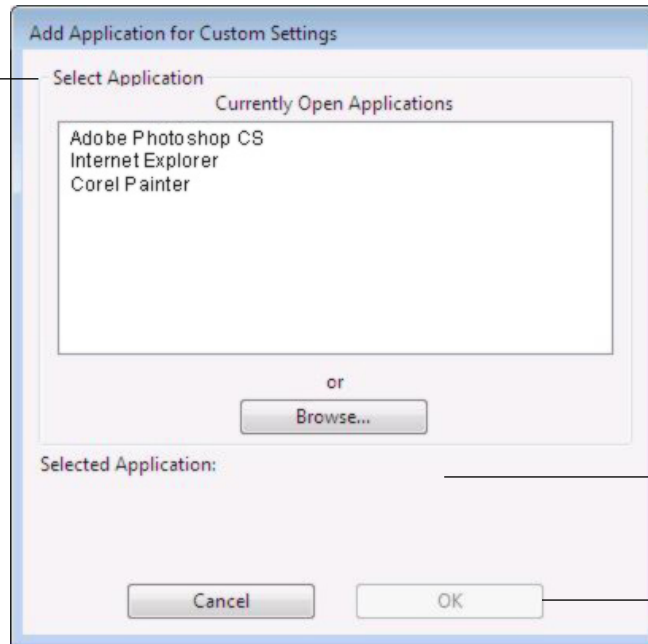 Add Application for Custom Settings
Select Application
Currently Open Applications
Adobe Photoshop CS
Internet Explorer
Corel Painter
or
Browse...
Selected Application:
Cancel OK